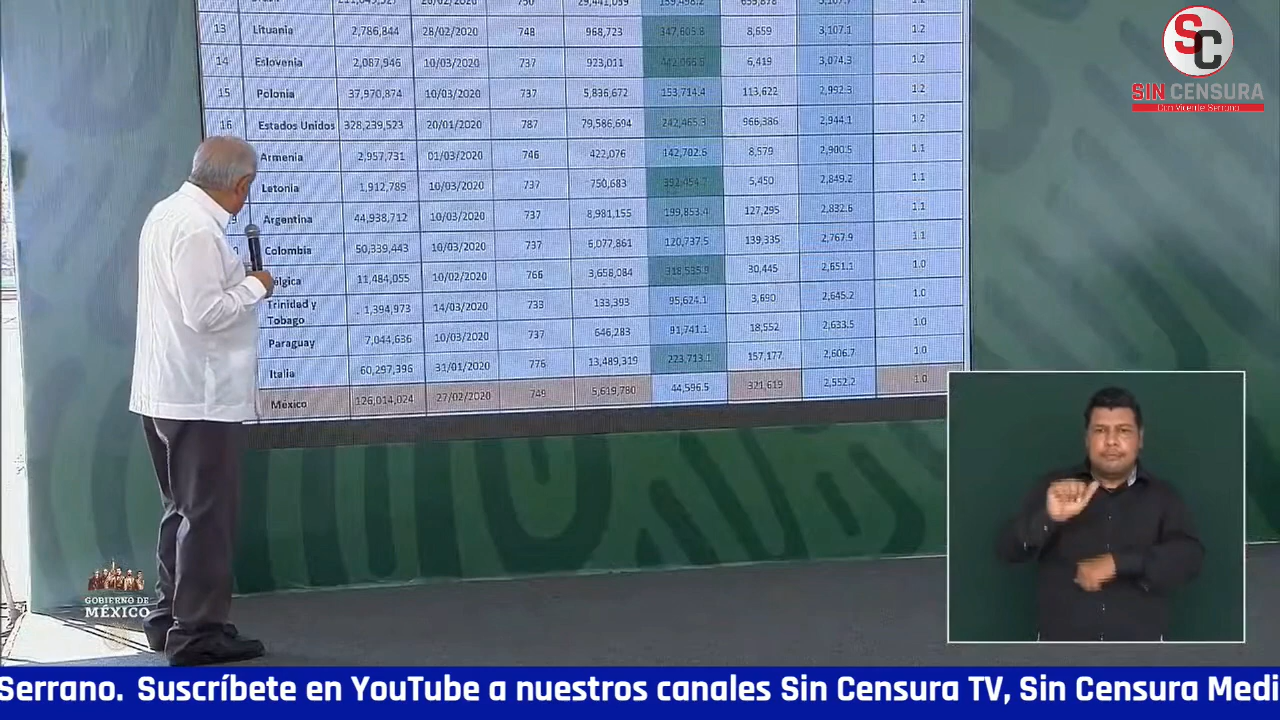 13 Lituania 2,786,844 28/02/2020 748 968,723 347,605.8 8,659 3,107.1 1.2
14 Eslovenia 2,087,946 10/03/2020 737 923,011 6,419 3,074.3 1.2
15 Polonia 37,970,874 10/03/2020 737 5,836,672 153,714.4 113,622 2,992.3 1.2
16 Estados Unidos 328,239,523 20/01/2020 787 79,586,694 242,465.3 966,386 2,944.1 1.2
Armenia 2,957,731 01/03/2020 746 422,076 142,702.6 8,579 2,900.5 1.1
Letonia 1,912,789 10/03/2020 737 750,683 5,450 2,849.2 1.1
Argentina 44,938,712 10/03/2020 737 8,981,155 199,853.4 127,295 2,832.6 1.1
Colombia 50,339,443 10/03/2020 737 6,077,861 120,737.5 139,335 2,767.9 1.1
11,484,055 10/02/2020 766 3,658,084 318,535.9 30,445 2,651.1 1.0
Trinidad y
Tobago 1,394,973 14/03/2020 733 133,393 95,624.1 3,690 2,645.2 1.0
Paraguay 7,044,636 10/03/2020 737 646,283 91,741.1 18,552 2,633.5 1.0
Italia 60,297,396 31/01/2020 776 13,489,319 223,713.1 157,177 2,606.7 1.0
México 126,014,024 27/02/2020 749 5,619,780 44,596.5 321,619 2,552.2 1.0
SC
SIN CENSURA
Con Vicente Serrano
GOBIERNO DE
MÉXICO
Serrano. Suscríbete en YouTube a nuestros canales Sin Censura TV, Sin Censura Medi